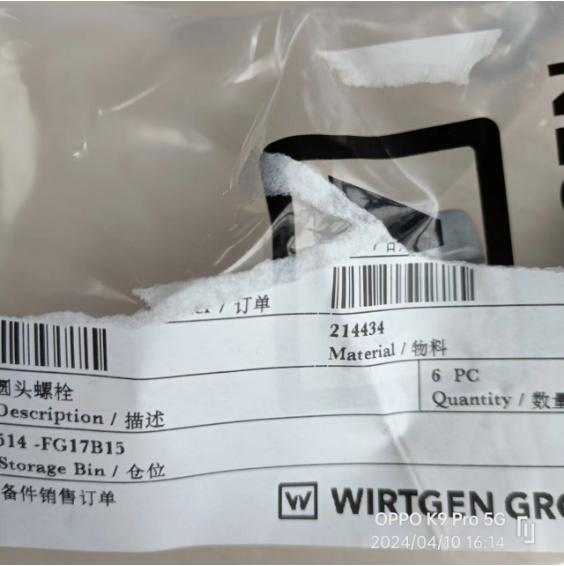 / 订单
214434
Material / 物料
圆头螺栓
Description / 描述
6 PC
Quantity / 数量
514 -FG17B15
Storage Bin / 仓位
备件销售订单
W WIRTGEN GRO
OPPO K9 Pro 5G
2024/04/10 16:14